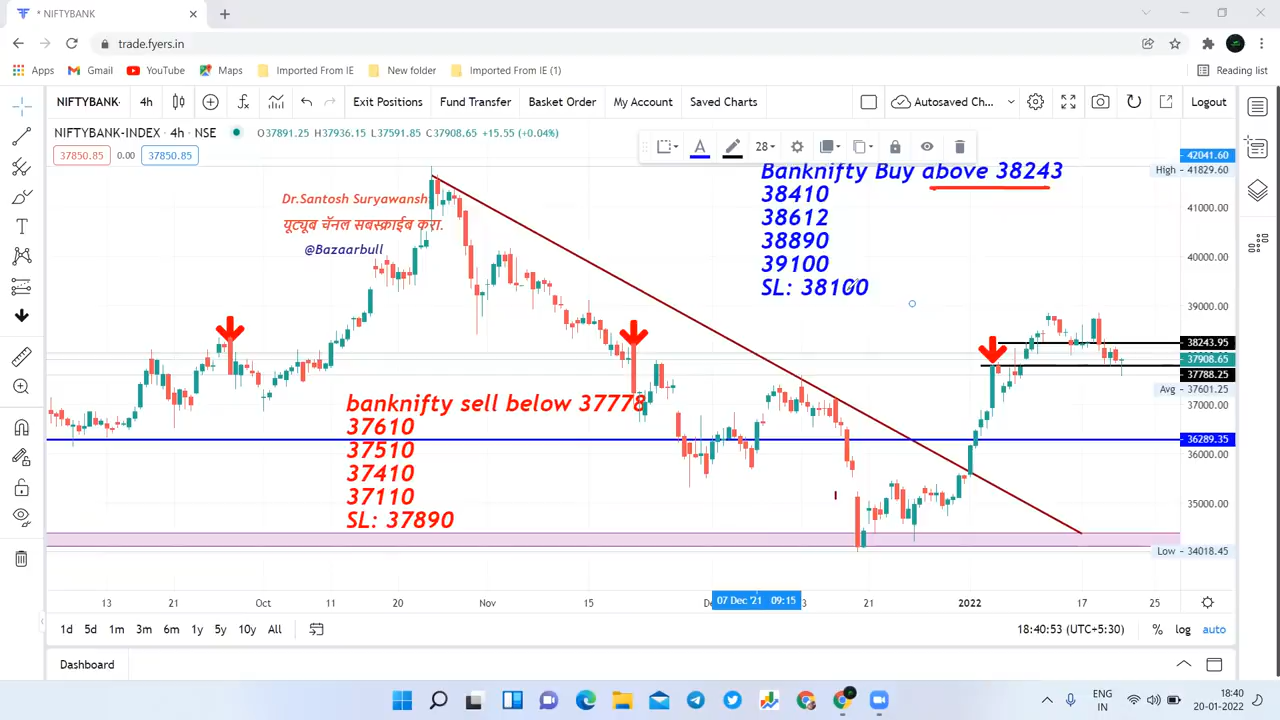 * NIFTYBANK
trade.fyers.in
Apps Gmail YouTube Maps Imported From IE New folder Imported From IE (1) Reading list
NIFTYBANK- 4h Exit Positions Fund Transfer Basket Order My Account Saved Charts Autosaved Ch... Logout
NIFTYBANK-INDEX • 4h • NSE O37891.25 H37936.15 L37591.85 C37908.65 +15.55 (+0.04%)
37850.85 0.00 37850.85
28
42041.60
High - 41829.60
41000.00
40000.00
39000.00
38243.95
37908.65
37788.25
Avg - 37601.25
37000.00
36289.35
36000.00
35000.00
Low - 34018.45
Banknifty Buy above 38243
38410
38612
38890
39100
SL: 38100
Dr.Santosh Suryawansh
यूट्यूब चॅनल सबस्क्राईब करा.
@Bazaarbull
banknifty sell below 37778
37610
37510
37410
37110
SL: 37890
13 21 Oct 11 20 Nov 15 07 Dec '21 09:15 21 2022 17 25
1d 5d 1m 3m 6m 1y 5y 10y All 18:40:53 (UTC+5:30) % log auto
Dashboard
ENG
IN
18:40
20-01-2022